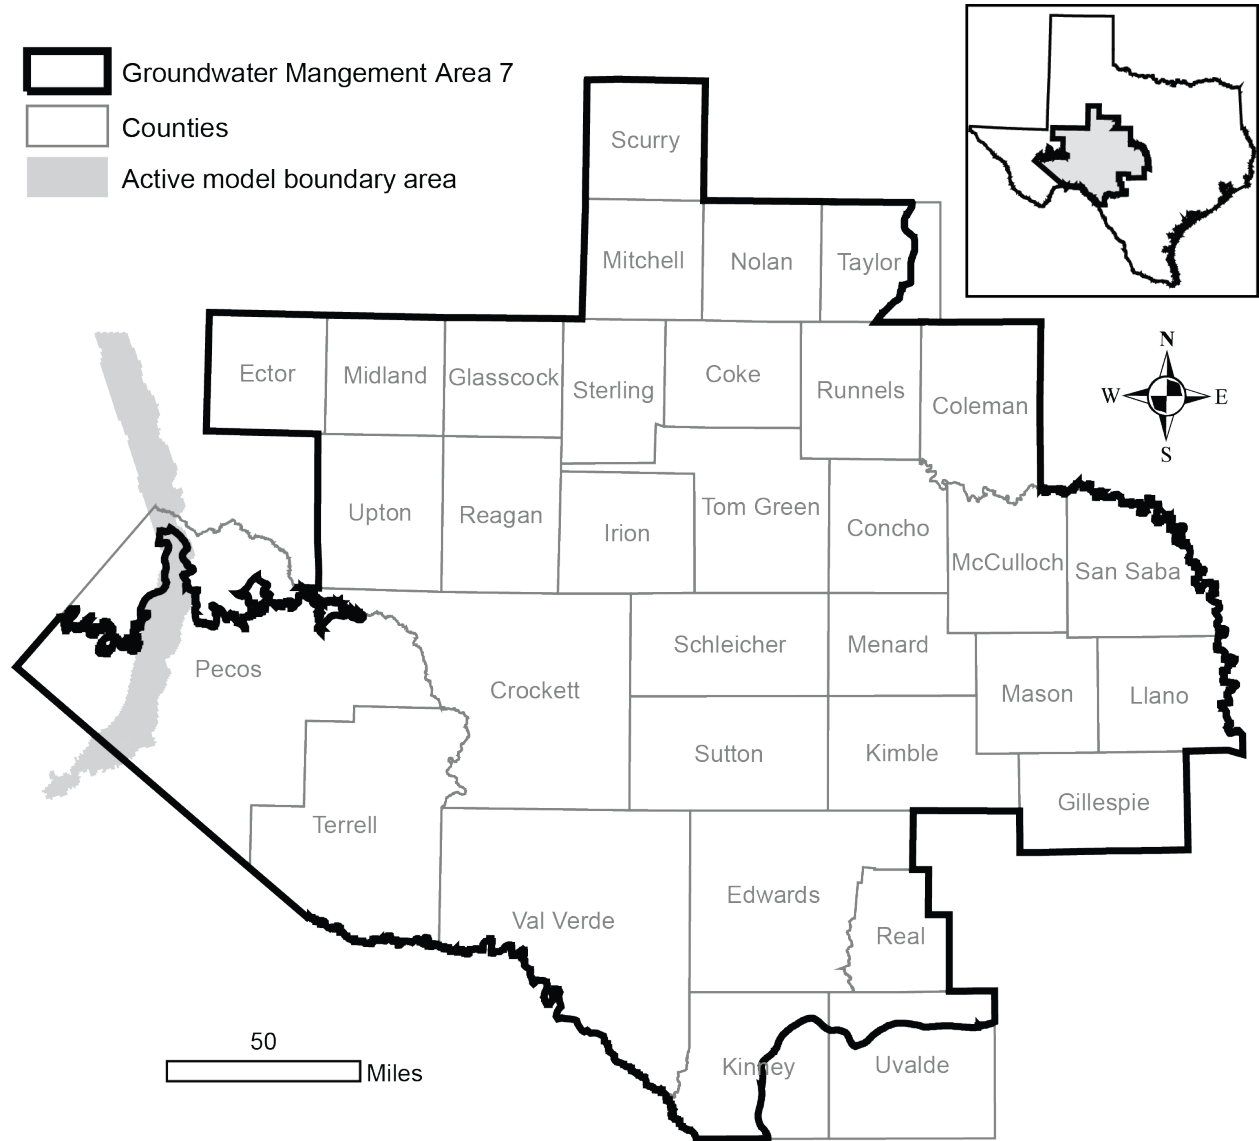 Groundwater Mangement Area 7
Counties
Active model boundary area
Scurry
Mitchell
Nolan
Taylor
Ector
Midland
Glasscock
Sterling
Coke
Runnels
Coleman
N
W
E
S
Upton
Reagan
Irion
Tom Green
Concho
McCulloch
San Saba
Pecos
Crockett
Schleicher
Menard
Mason
Llano
Sutton
Kimble
Gillespie
Terrell
Val Verde
Edwards
Real
Kinney
Uvalde
50
Miles